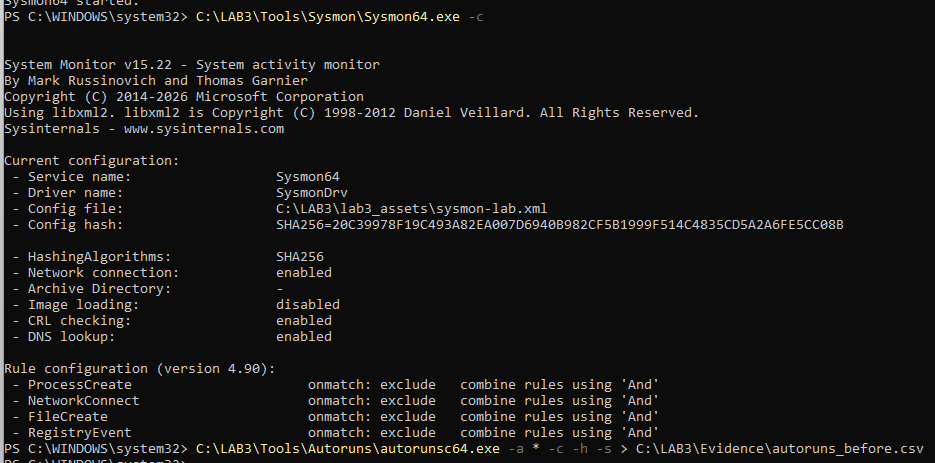 Sysmon64 started.
PS C:\WINDOWS\system32> C:\LAB3\Tools\Sysmon\Sysmon64.exe -c
System Monitor v15.22 - System activity monitor
By Mark Russinovich and Thomas Garnier
Copyright (C) 2014-2026 Microsoft Corporation
Using libxml2. libxml2 is Copyright (C) 1998-2012 Daniel Veillard. All Rights Reserved.
Sysinternals - www.sysinternals.com
Current configuration:
 - Service name: Sysmon64
 - Driver name: SysmonDrv
 - Config file: C:\LAB3\lab3_assets\sysmon-lab.xml
 - Config hash: SHA256=20C39978F19C493A82EA007D6940B982CF5B1999F514C4835CD5A2A6FE5CC08B
 - HashingAlgorithms: SHA256
 - Network connection: enabled
 - Archive Directory: -
 - Image loading: disabled
 - CRL checking: enabled
 - DNS lookup: enabled
Rule configuration (version 4.90):
 - ProcessCreate onmatch: exclude combine rules using 'And'
 - NetworkConnect onmatch: exclude combine rules using 'And'
 - FileCreate onmatch: exclude combine rules using 'And'
 - RegistryEvent onmatch: exclude combine rules using 'And'
PS C:\WINDOWS\system32> C:\LAB3\Tools\Autoruns\autorunsc64.exe -a * -c -h -s > C:\LAB3\Evidence\autoruns_before.csv
PS C:\WINDOWS\system32>